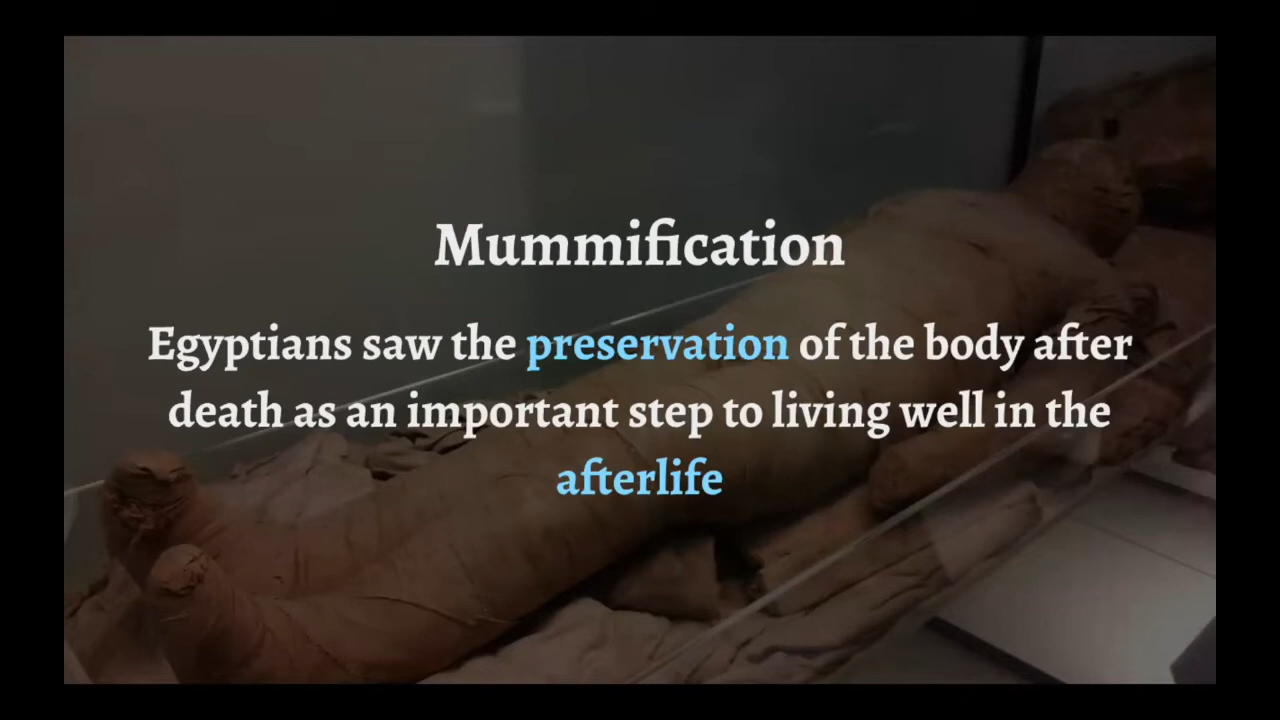 Mummification
Egyptians saw the preservation of the body after
death as an important step to living well in the
afterlife